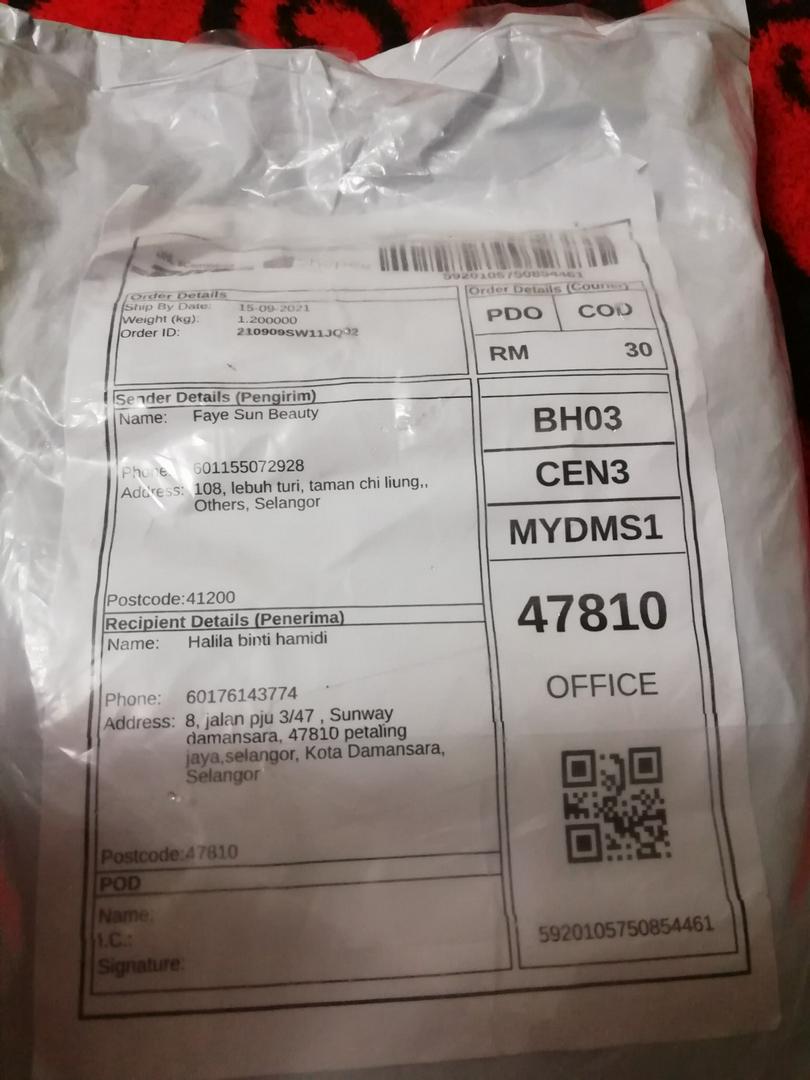 5920105750854461
Order Details
Ship By Date: 15-09-2021
Weight (kg): 1.200000
Order ID:
Order Details (Courier)
PDO COD
RM 30
Sender Details (Pengirim)
Name: Faye Sun Beauty
Phone: 601155072928
Address: 108, lebuh turi, taman chi liung,,
Others, Selangor
Postcode:41200
BH03
CEN3
MYDMS1
47810
OFFICE
Recipient Details (Penerima)
Name: Halila binti hamidi
Phone: 60176143774
Address: 8, jalan pju 3/47 , Sunway
damansara, 47810 petaling
jaya,selangor, Kota Damansara,
Selangor
Postcode:47810
POD
Name:
I.C.:
Signature:
5920105750854461